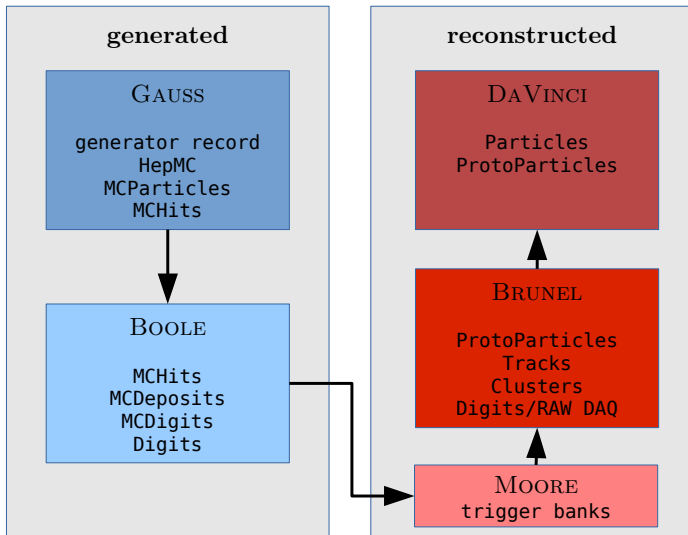 generated
GAUSS
generator record
HepMC
MCParticles
MCHits
BOOLE
MCHits
MCDeposits
MCDigits
Digits
reconstructed
DAVINCI
Particles
ProtoParticles
BRUNEL
ProtoParticles
Tracks
Clusters
Digits/RAW DAQ
MOORE
trigger banks